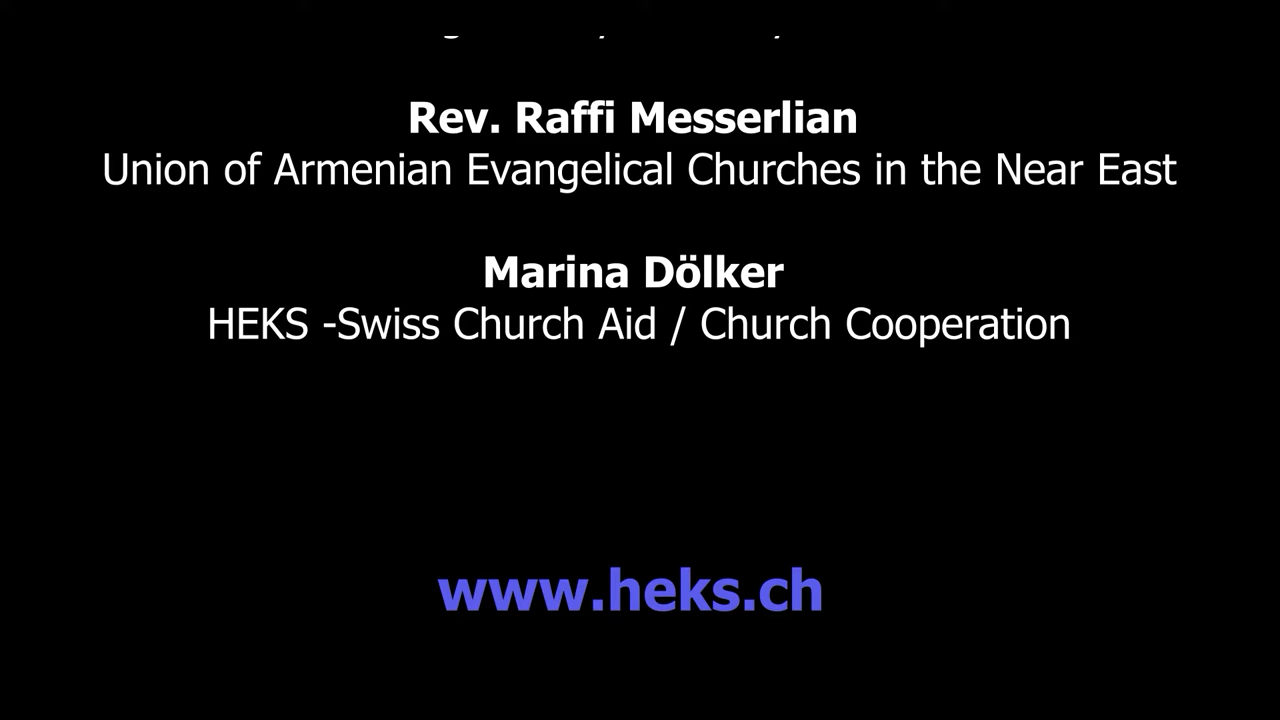 Rev. Raffi Messerlian
Union of Armenian Evangelical Churches in the Near East
Marina Dölker
HEKS -Swiss Church Aid / Church Cooperation
www.heks.ch